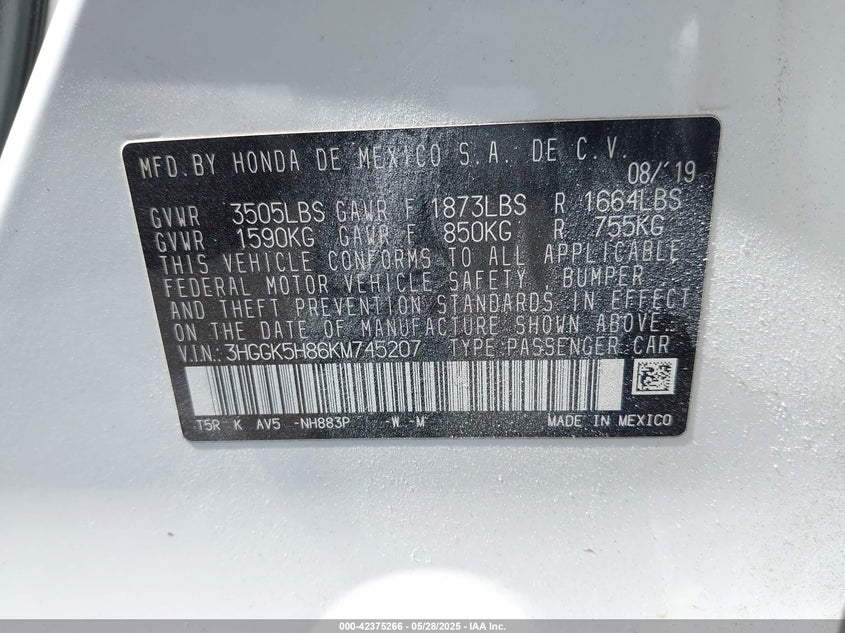 MFD.BY HONDA DE MEXICO S.A. DE C.V.
08/'19
GVWR 3505LBS GAWR F 1873LBS R 1664LBS
GVWR 1590KG GAWR F 850KG R 755KG
THIS VEHICLE CONFORMS TO ALL APPLICABLE
FEDERAL MOTOR VEHICLE SAFETY , BUMPER
AND THEFT PREVENTION STANDARDS IN EFFECT
ON THE DATE OF MANUFACTURE SHOWN ABOVE.
V.I.N.: 3HGGK5H86KM745207 TYPE:PASSENGER CAR
T5R K AV5 -NH883P -W -M MADE IN MEXICO
000-42375266 - 05/28/2025 - IAA Inc.